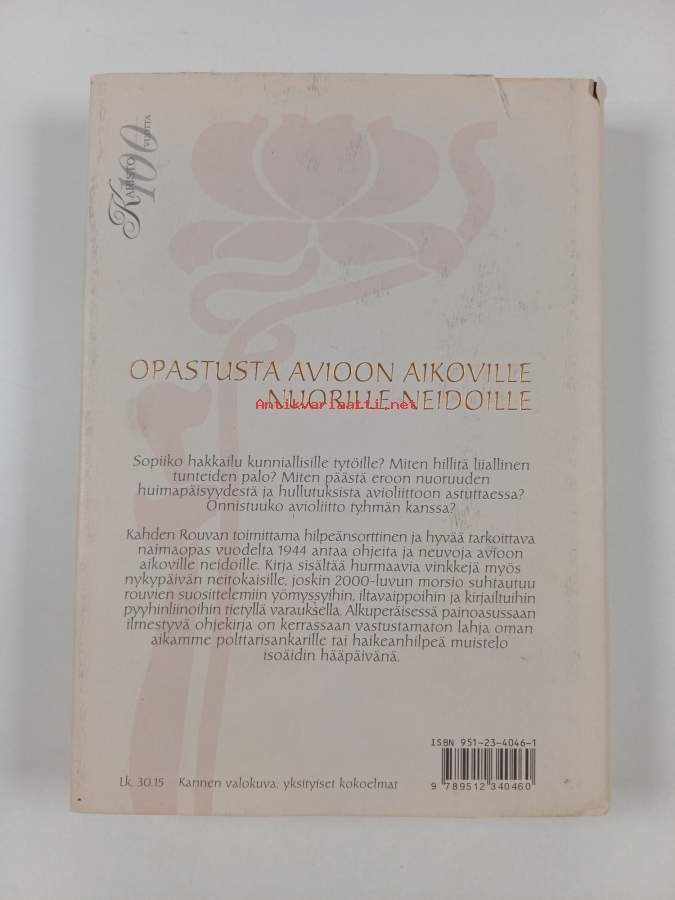 KARISTO
100
VUOTTA
OPASTUSTA AVIOON AIKOVILLE
NUORILLE NEIDOILLE
Antikvariaatti.net
Sopiiko hakkailu kunniallisille tytöille? Miten hillitä liiallinen
tunteiden palo? Miten päästä eroon nuoruuden
huimapäisyydestä ja hullutuksista avioliittoon astuttaessa?
Onnistuuko avioliitto tyhmän kanssa?
Kahden Rouvan toimittama hilpeänsorttinen ja hyvää tarkoittava
naimaopas vuodelta 1944 antaa ohjeita ja neuvoja avioon
aikoville neidoille. Kirja sisältää hurmaavia vinkkejä myös
nykypäivän neitokaisille, joskin 2000-luvun morsio suhtautuu
rouvien suosittelemiin yömyssyihin, iltavaippoihin ja kirjailtuihin
pyyhinliinoihin tietyllä varauksella. Alkuperäisessä painoasussaan
ilmestyvä ohjekirja on kerrassaan vastustamaton lahja oman
aikamme polttarisankarille tai haikeanhilpeä muistelo
isoäidin hääpäivänä.
ISBN 951-23-4046-1
9 789512 340460
Lk. 30.15 Kannen valokuva: yksityiset kokoelmat